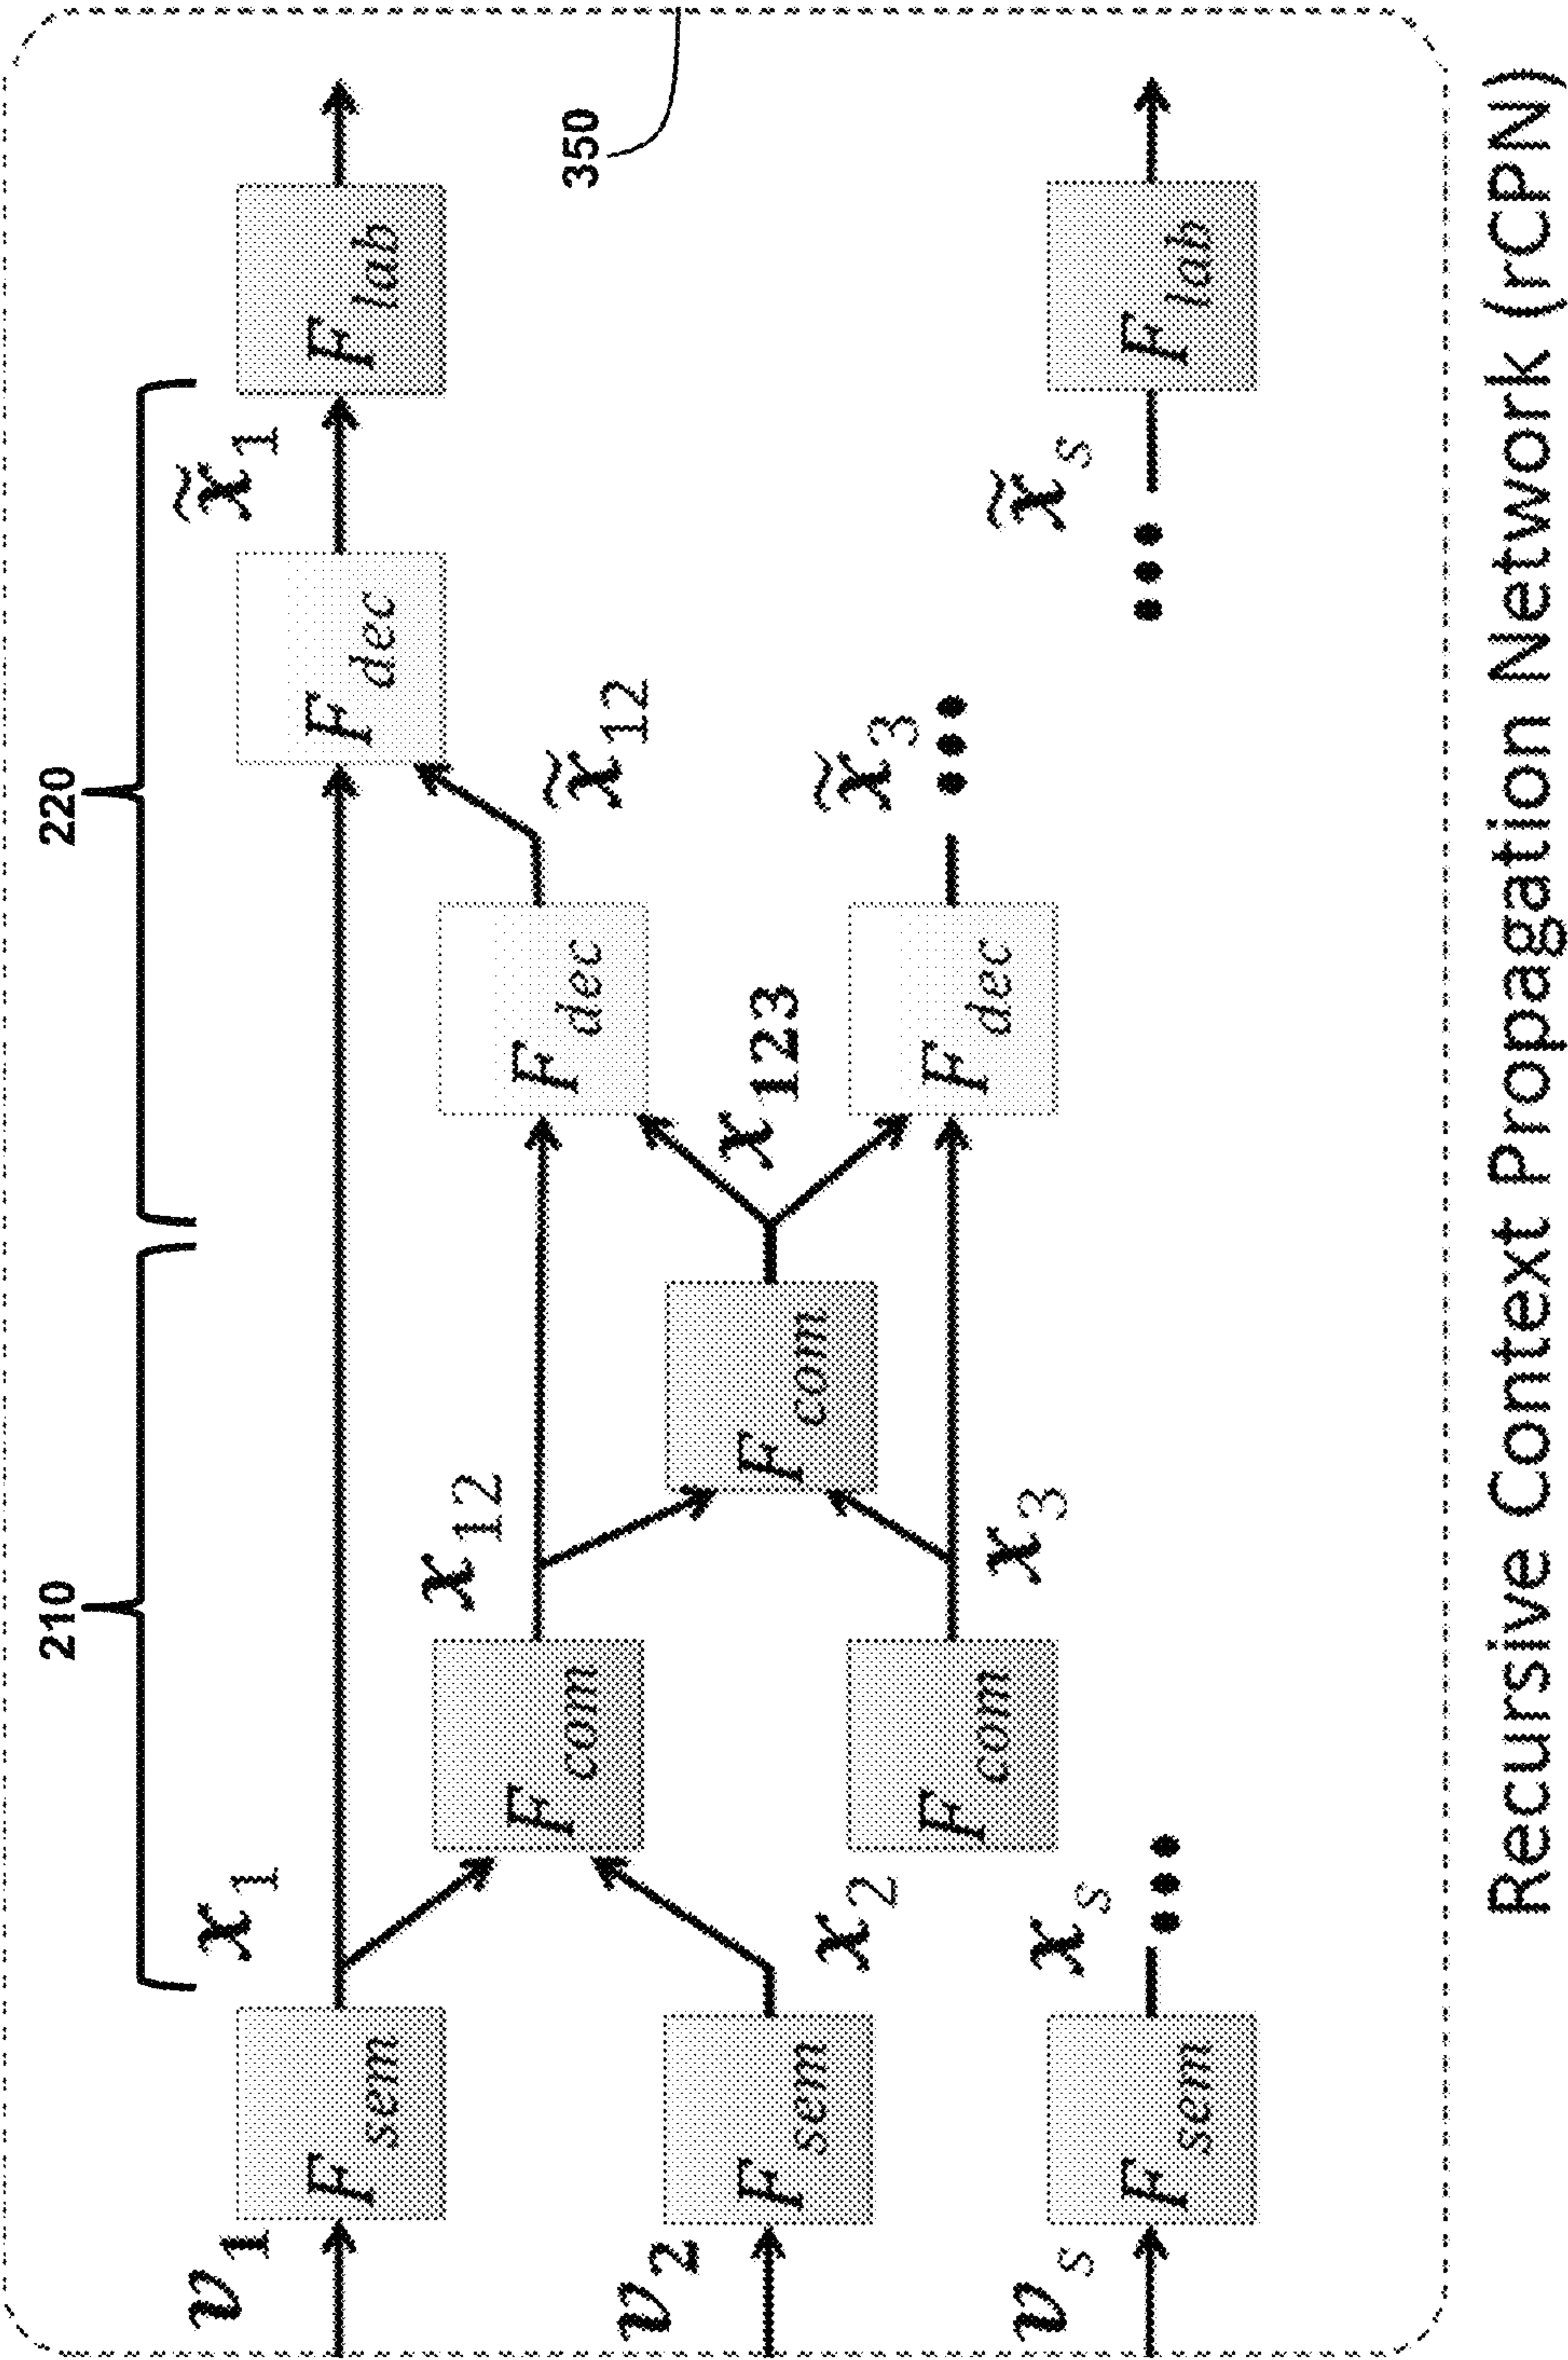 210
220
v1
Fsem
x1
Fdec
x̃1
Flab
Fcom
x12
Fdec
x̃12
350
v2
Fsem
x2
Fcom
x123
Fcom
x3
Fdec
x̃3
vs
Fsem
xs
x̃s
Flab
Recursive Context Propagation Network (rCPN)